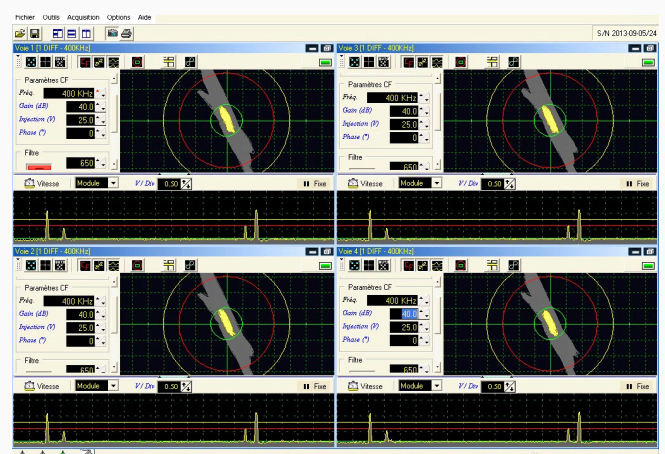 Fichier Outils Acquisition Options Aide
S/N 2013-09-05/24
Voie 1 [1 DIFF - 400KHz]
Paramètres CF
Fréq. 400 KHz
Gain (dB) 40.0
Injection (V) 25.0
Phase (°) 0
Filtre
650
Vitesse Module V / Div 0.50 Fixe
Voie 3 [1 DIFF - 400KHz]
Paramètres CF
Fréq. 400 KHz
Gain (dB) 40.0
Injection (V) 25.0
Phase (°) 0
Filtre
650
Vitesse Module V / Div 0.50 Fixe
Voie 2 [1 DIFF - 400KHz]
Paramètres CF
Fréq. 400 KHz
Gain (dB) 40.0
Injection (V) 25.0
Phase (°) 0
Filtre
650
Vitesse Module V / Div 0.50 Fixe
Voie 4 [1 DIFF - 400KHz]
Paramètres CF
Fréq. 400 KHz
Gain (dB) 40.0
Injection (V) 25.0
Phase (°) 0
Filtre
650
Vitesse Module V / Div 0.50 Fixe